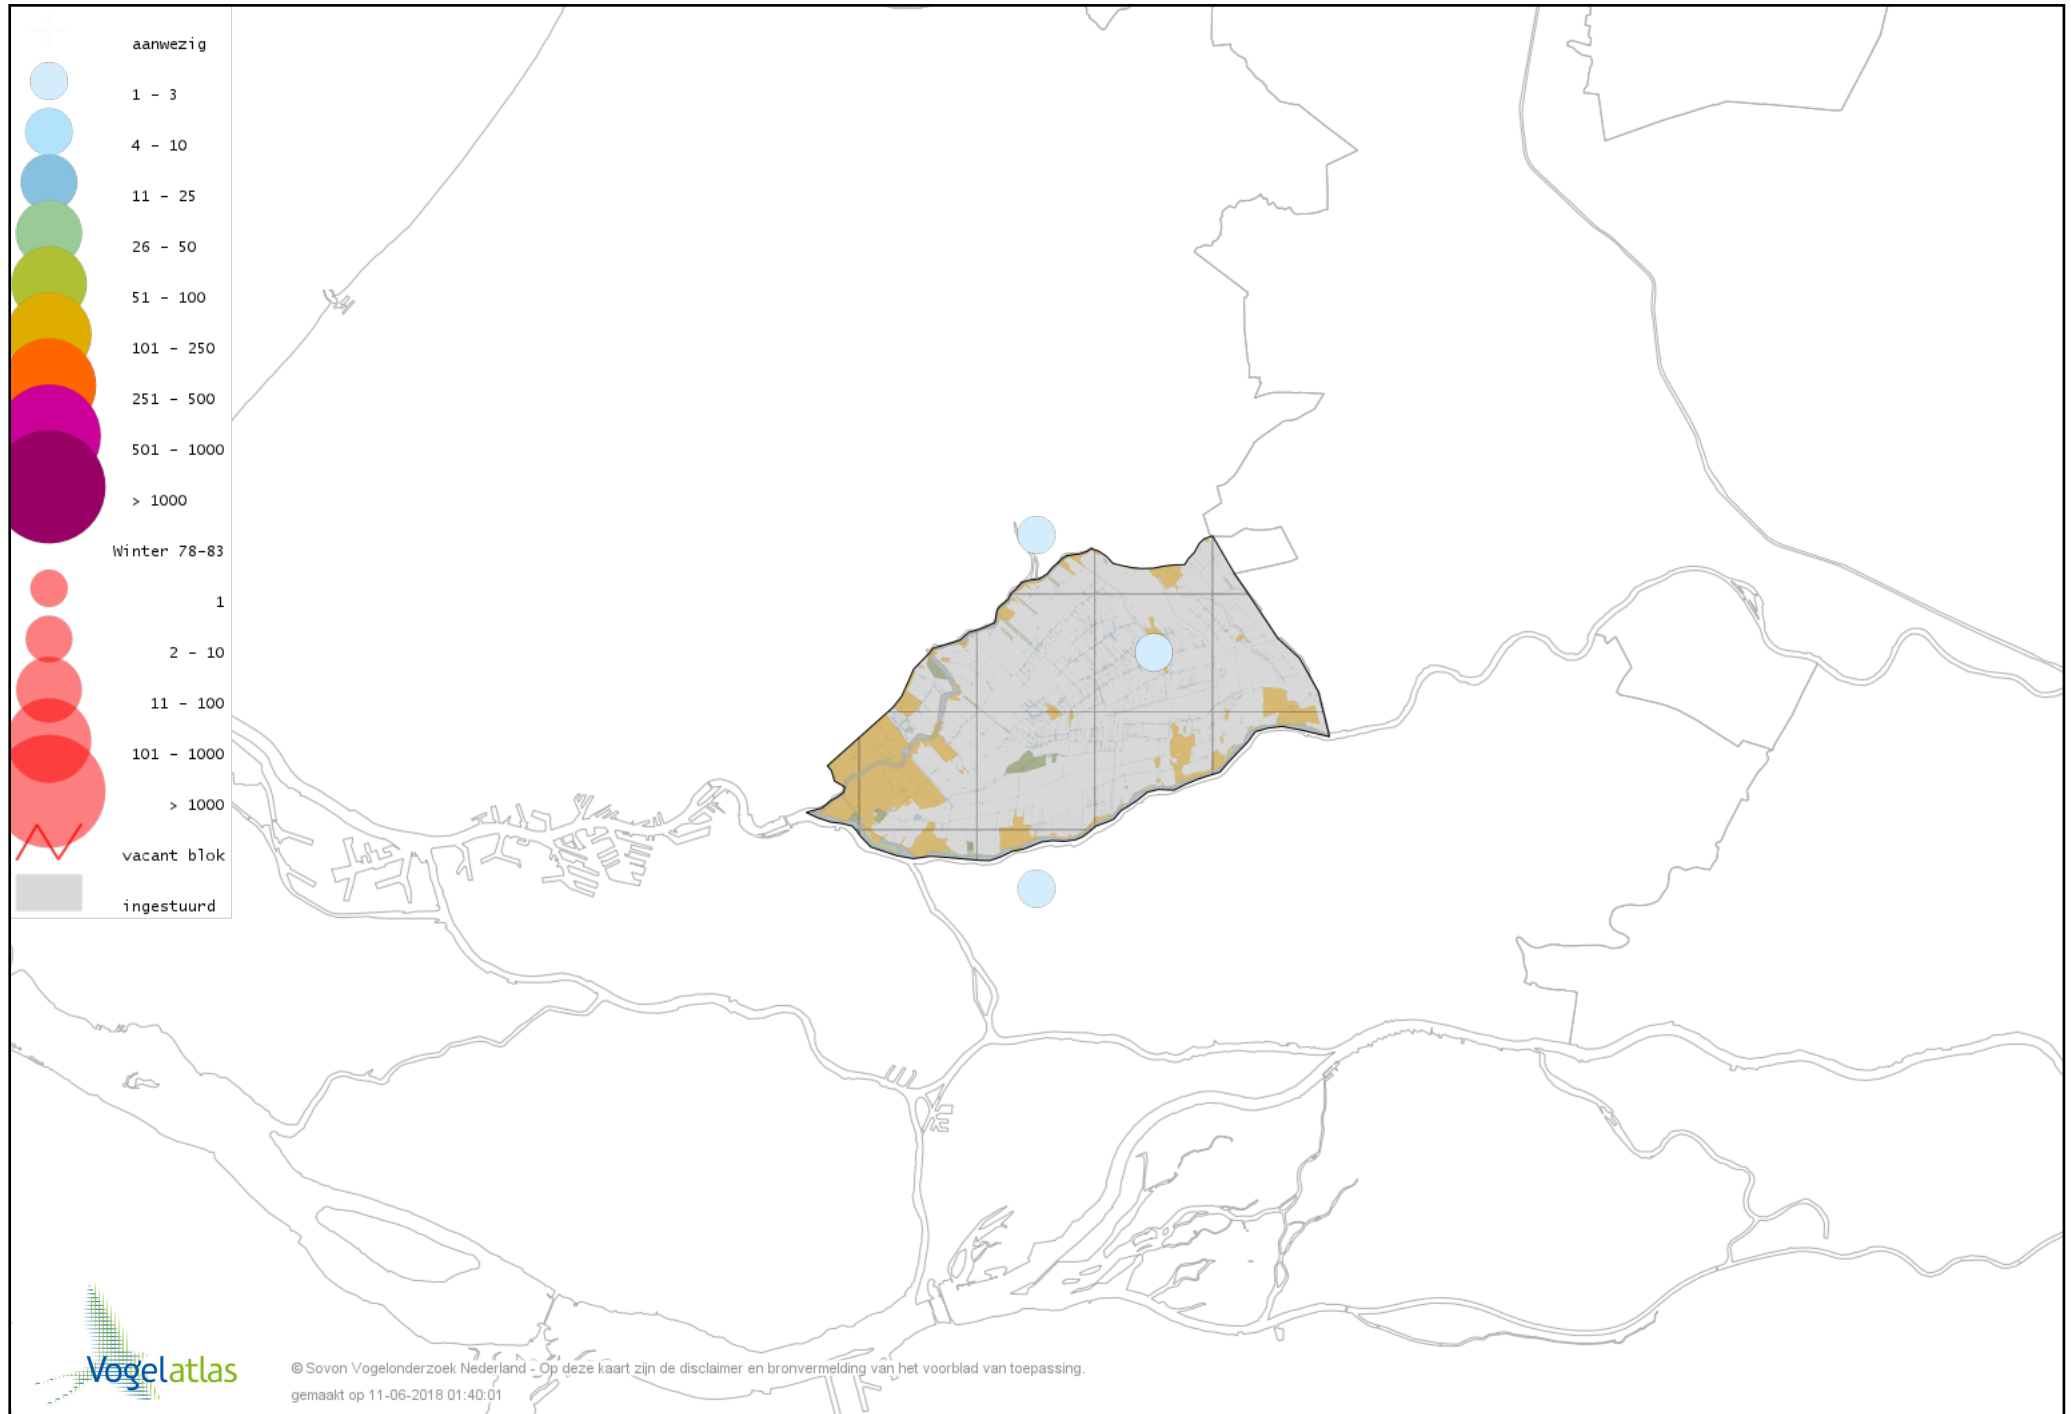 aanwezig
1 - 3
4 - 10
11 - 25
26 - 50
51 - 100
101 - 250
251 - 500
501 - 1000
> 1000
Winter 78-83
1
2 - 10
11 - 100
101 - 1000
> 1000
vacant blok
ingestuurd
Vogelatlas
© Sovon Vogelonderzoek Nederland - Op deze kaart zijn de disclaimer en bronvermelding van het voorblad van toepassing.
gemaakt op 11-06-2018 01:40:01